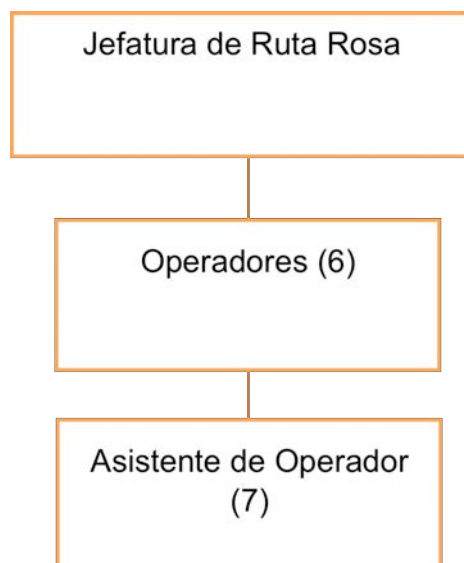 Jefatura de Ruta Rosa
Operadores (6)
Asistente de Operador
(7)